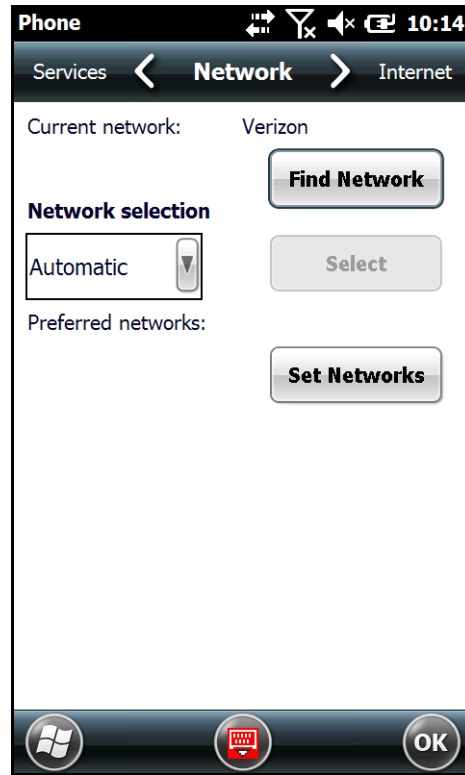 Phone 10:14
Services Network Internet
Current network: Verizon
Find Network
Network selection
Automatic
Select
Preferred networks:
Set Networks
OK